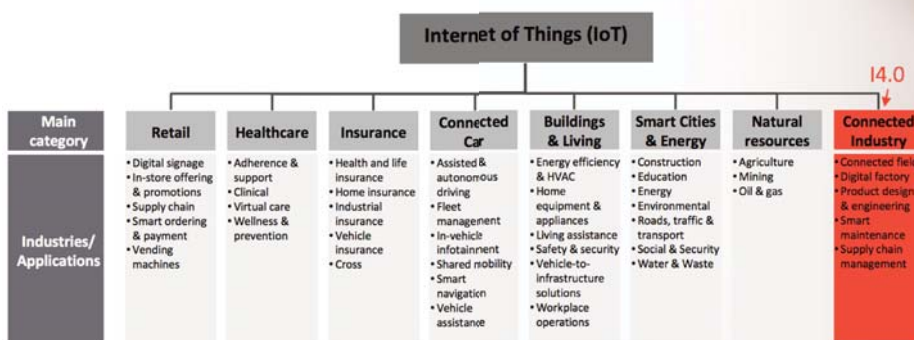 Internet of Things (IoT)
I4.0
Main
category
Retail
Healthcare
Insurance
Connected
Car
Buildings
& Living
Smart Cities
& Energy
Natural
resources
Connected
Industry
Industries/
Applications
• Digital signage
• In-store offering
& promotions
• Supply chain
• Smart ordering
& payment
• Vending
machines
• Adherence &
support
• Clinical
• Virtual care
• Wellness &
prevention
• Health and life
insurance
• Home insurance
• Industrial
insurance
• Vehicle
insurance
• Cross
• Assisted &
autonomous
driving
• Fleet
management
• In-vehicle
infotainment
• Shared mobility
• Smart
navigation
• Vehicle
assistance
• Energy efficiency
& HVAC
• Home
equipment &
appliances
• Living assistance
• Safety & security
• Vehicle-to-
infrastructure
solutions
• Workplace
operations
• Construction
• Education
• Energy
• Environmental
• Roads, traffic &
transport
• Social & Security
• Water & Waste
• Agriculture
• Mining
• Oil & gas
• Connected field
• Digital factory
• Product design
& engineering
• Smart
maintenance
• Supply chain
management